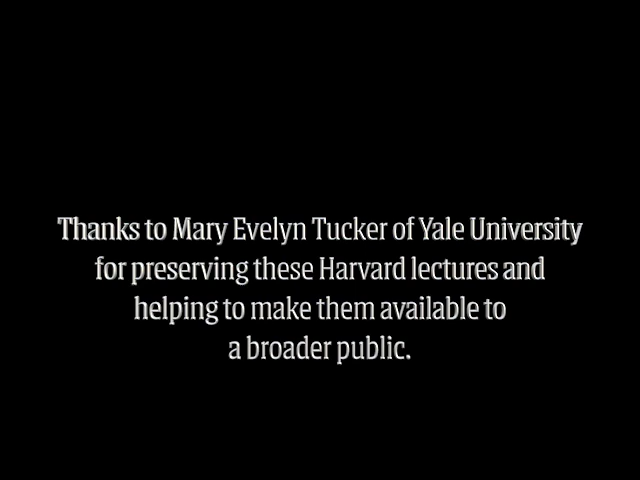 Thanks to Mary Evelyn Tucker of Yale University
for preserving these Harvard lectures and
helping to make them available to
a broader public.